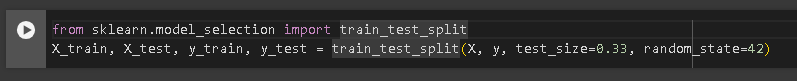 from sklearn.model_selection import train_test_split
X_train, X_test, y_train, y_test = train_test_split(X, y, test_size=0.33, random_state=42)